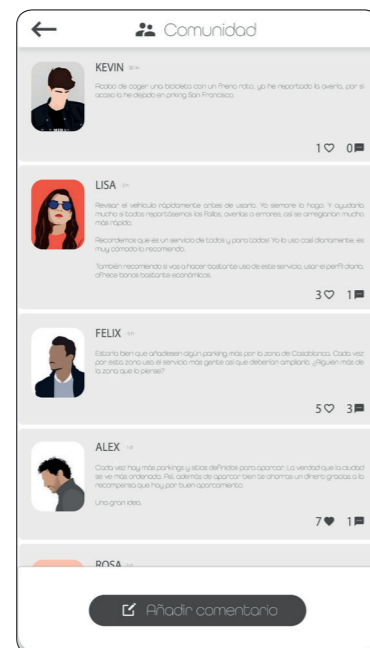 Comunidad
KEVIN
Acabo de coger una bicicleta con un freno roto, ya he reportado la avería, por si
acaso la he dejado en prking San Francisco.
1 0
LISA
Revisar el vehículo rápidamente antes de usarlo. Yo siempre lo hago. Y ayudaría
mucho si todos reportásemos los fallos, averías o errores, así se arreglarían mucho
más rápido.
Recordemos que es un servicio de todos y para todos! Yo lo uso casi diariamente, es
muy cómodo lo recomiendo.
También recomiendo si vas a hacer bastante uso de este servicio, usar el perfil diario,
ofrece bonos bastante económicos.
3 1
FELIX
Estaría bien que añadiesen algún parking más por la zona de Casablanca. Cada vez
por esta zona usa el servicio más gente así que deberían ampliarlo. ¿Alguien más de
la zona que lo piense?
5 3
ALEX
Cada vez hay más parkings y sitios definidos para aparcar. La verdad que la ciudad
se ve más ordenada. Así, además de aparcar bien te ahorras un dinero gracias a la
recompensa que hay por buen aparcamiento.
Una gran idea.
7 1
ROSA
Añadir comentario